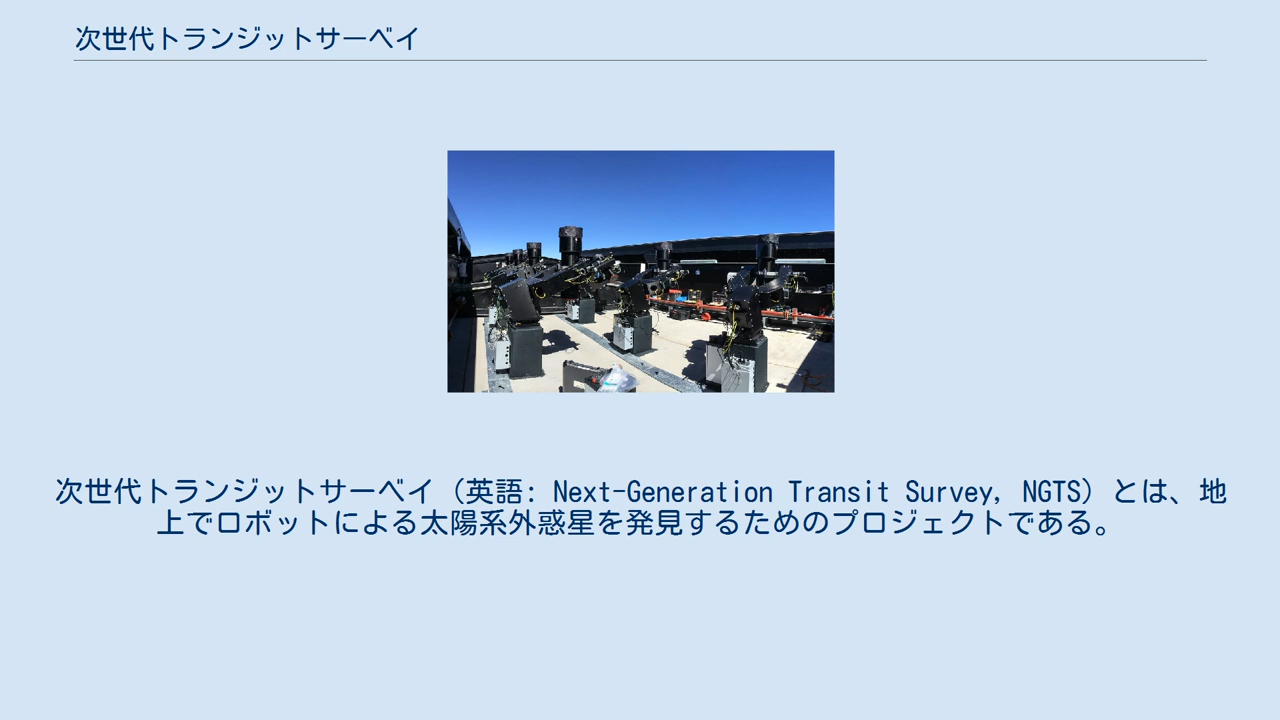 次世代トランジットサーベイ
次世代トランジットサーベイ（英語: Next-Generation Transit Survey, NGTS）とは、地
上でロボットによる太陽系外惑星を発見するためのプロジェクトである。